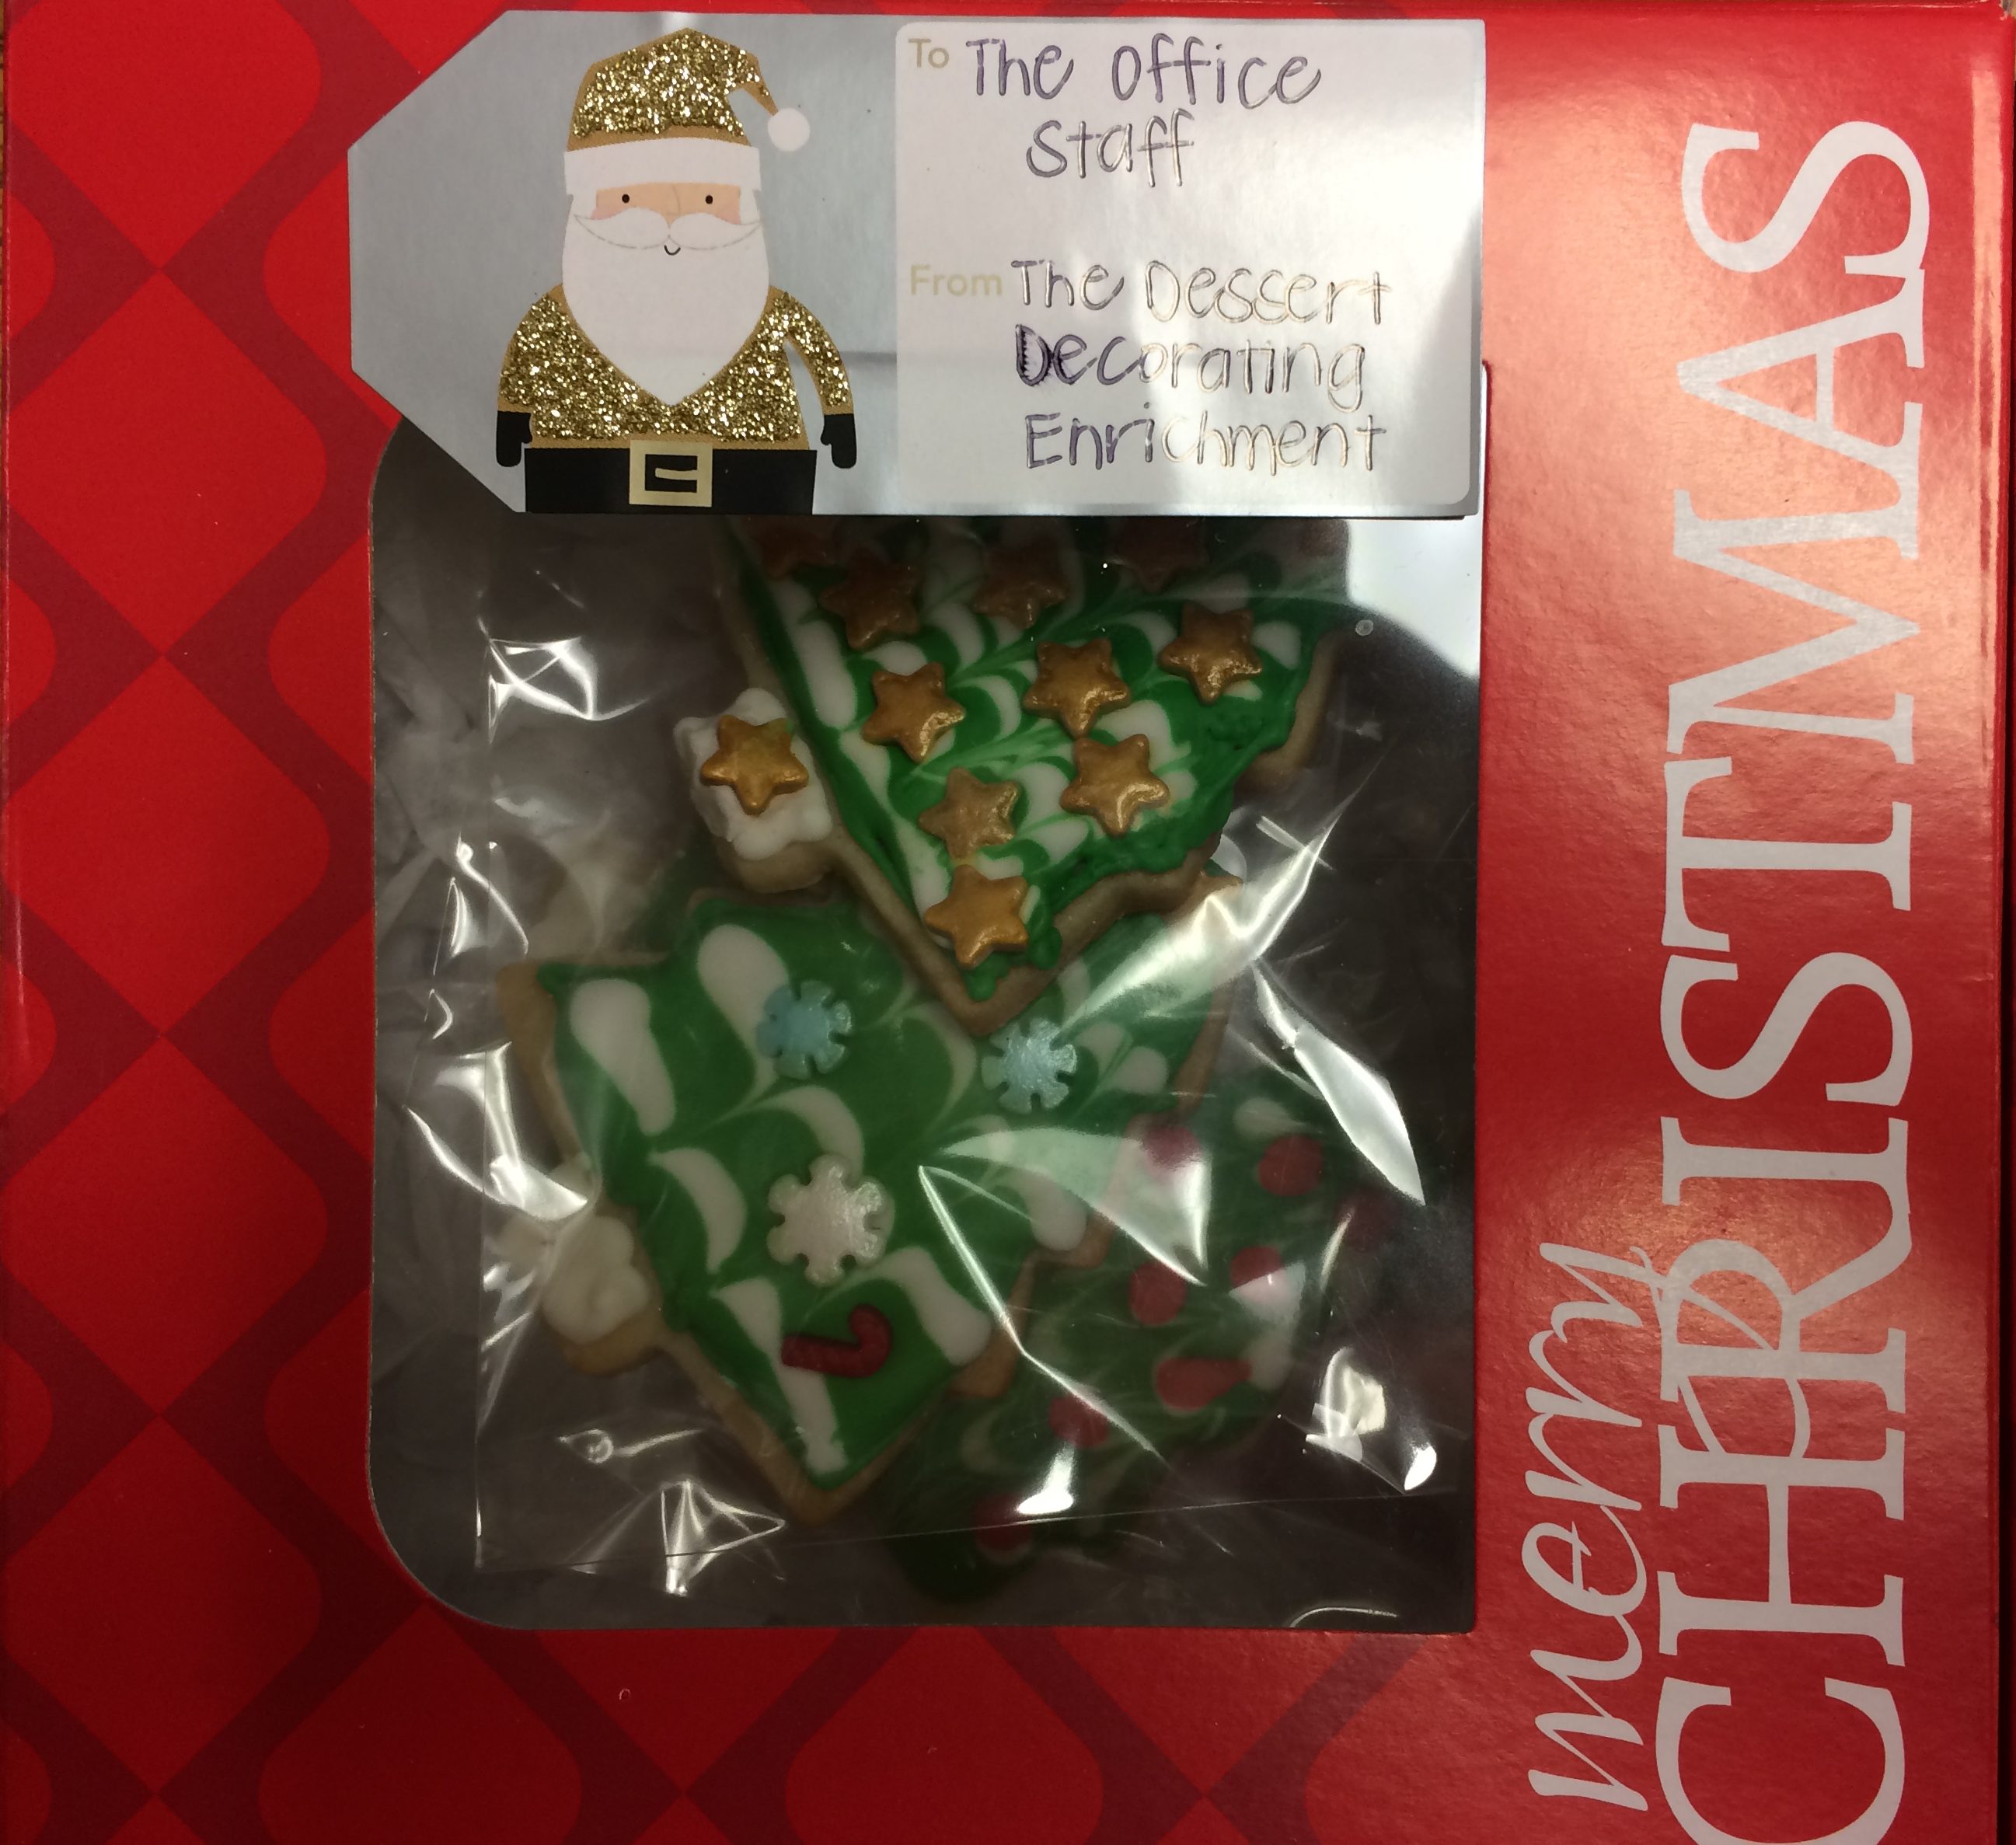 To The Office
Staff
From The Dessert
Decorating
Enrichment
merry
CHRISTMAS